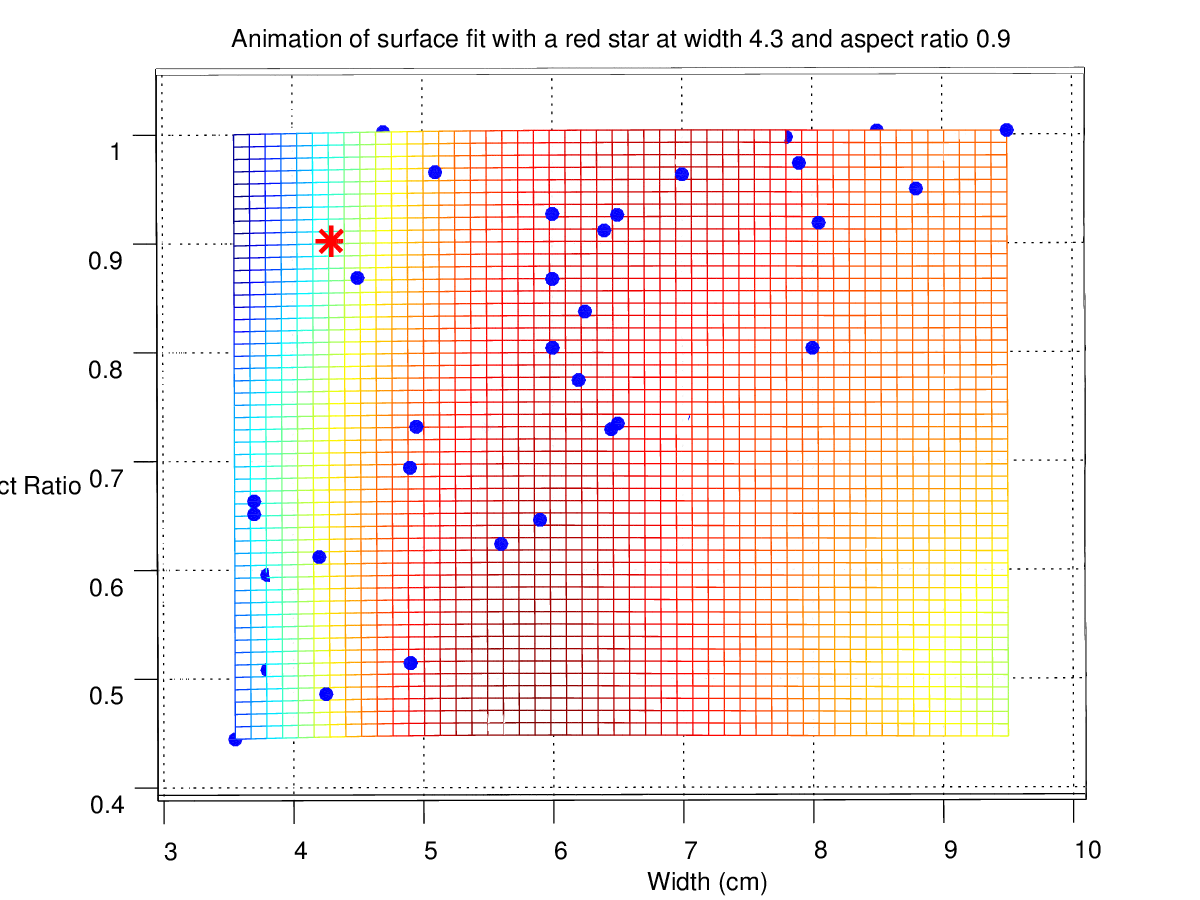 Animation of surface fit with a red star at width 4.3 and aspect ratio 0.9
1
0.9
0.8
0.7
ct Ratio
0.6
0.5
0.4
3 4 5 6 7 8 9 10
Width (cm)